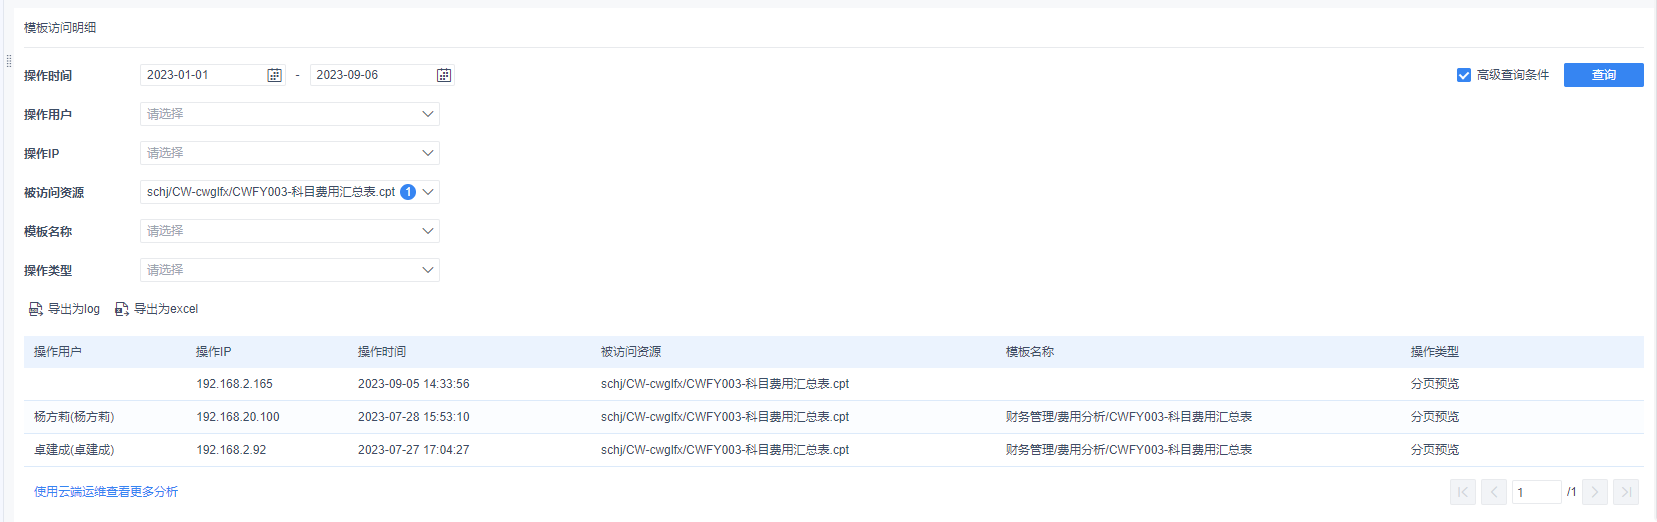 模板访问明细
操作时间 2023-01-01 - 2023-09-06 高级查询条件 查询
操作用户 请选择
操作IP 请选择
被访问资源 schj/CW-cwglfx/CWFY003-科目费用汇总表.cpt 1
模板名称 请选择
操作类型 请选择
导出为log 导出为excel
操作用户 操作IP 操作时间 被访问资源 模板名称 操作类型
192.168.2.165 2023-09-05 14:33:56 schj/CW-cwglfx/CWFY003-科目费用汇总表.cpt 分页预览
杨方莉(杨方莉) 192.168.20.100 2023-07-28 15:53:10 schj/CW-cwglfx/CWFY003-科目费用汇总表.cpt 财务管理/费用分析/CWFY003-科目费用汇总表 分页预览
卓建成(卓建成) 192.168.2.92 2023-07-27 17:04:27 schj/CW-cwglfx/CWFY003-科目费用汇总表.cpt 财务管理/费用分析/CWFY003-科目费用汇总表 分页预览
使用云端运维查看更多分析 1 /1